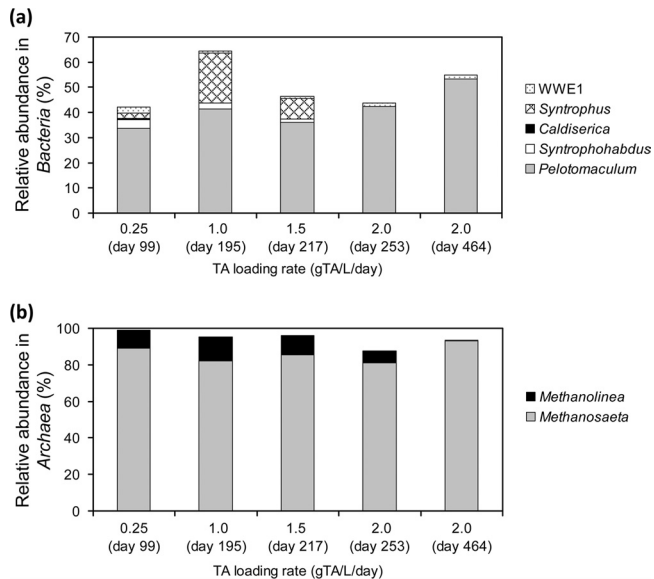 (a)
Relative abundance in
Bacteria (%)
70
60
50
40
30
20
10
0
WWE1
Syntrophus
Caldiserica
Syntrophohabdus
Pelotomaculum
0.25 1.0 1.5 2.0 2.0
(day 99) (day 195) (day 217) (day 253) (day 464)
TA loading rate (gTA/L/day)
(b)
Relative abundance in
Archaea (%)
100
80
60
40
20
0
Methanolinea
Methanosaeta
0.25 1.0 1.5 2.0 2.0
(day 99) (day 195) (day 217) (day 253) (day 464)
TA loading rate (gTA/L/day)